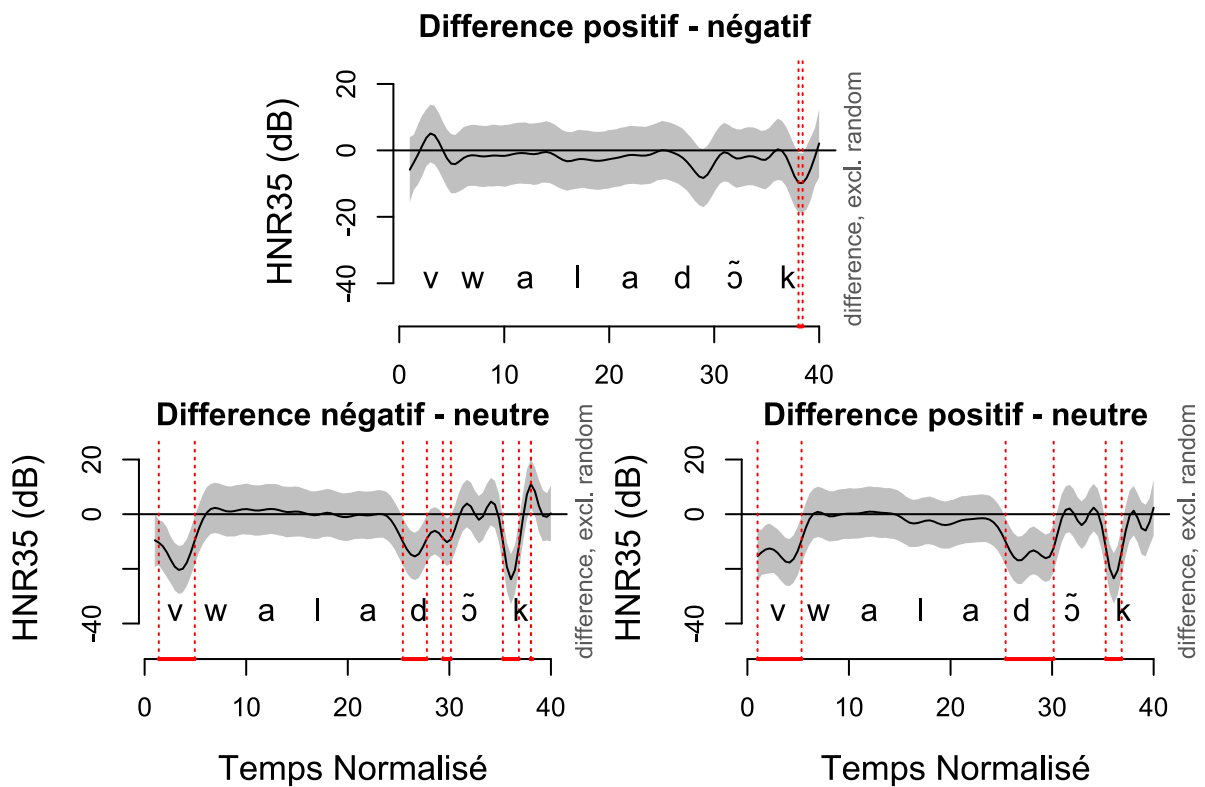 Difference positif - négatif
HNR35 (dB)
20
0
-20
-40
v w a l a d ɔ̃ k
difference, excl. random
0 10 20 30 40
Difference négatif - neutre
HNR35 (dB)
20
0
-40
v w a l a d ɔ̃ k
difference, excl. random
0 10 20 30 40
Temps Normalisé
Difference positif - neutre
HNR35 (dB)
20
0
-40
v w a l a d ɔ̃ k
difference, excl. random
0 10 20 30 40
Temps Normalisé